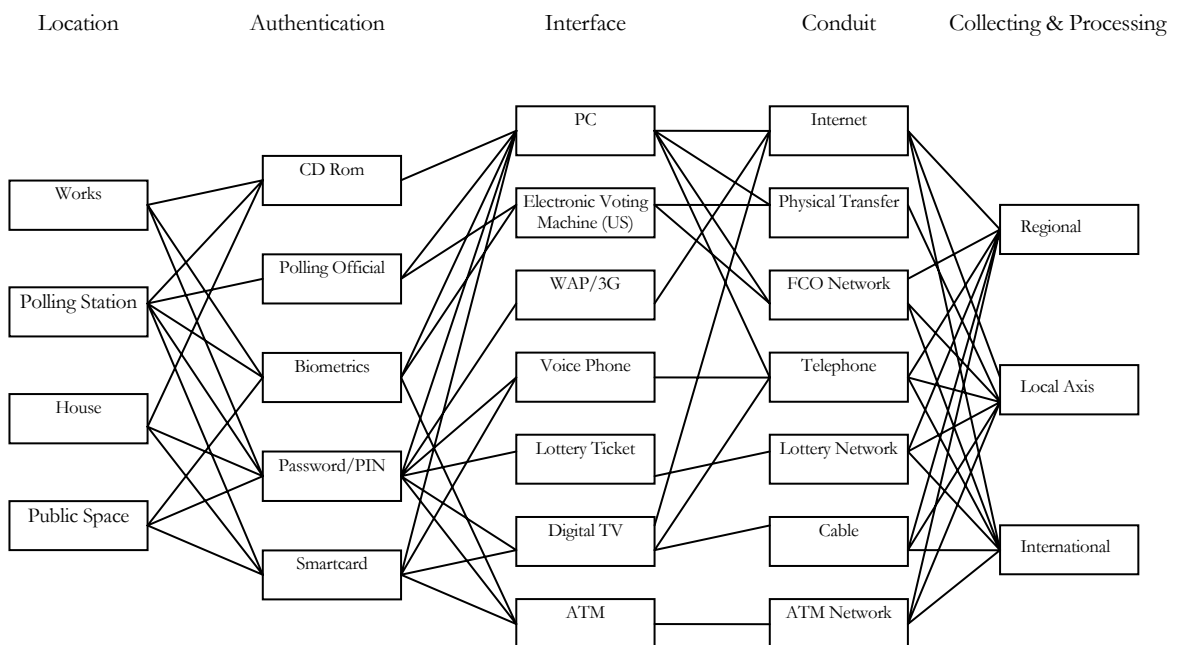 Location
Authentication
Interface
Conduit
Collecting & Processing
Works
Polling Station
House
Public Space
CD Rom
Polling Official
Biometrics
Password/PIN
Smartcard
PC
Electronic Voting
Machine (US)
WAP/3G
Voice Phone
Lottery Ticket
Digital TV
ATM
Internet
Physical Transfer
FCO Network
Telephone
Lottery Network
Cable
ATM Network
Regional
Local Axis
International